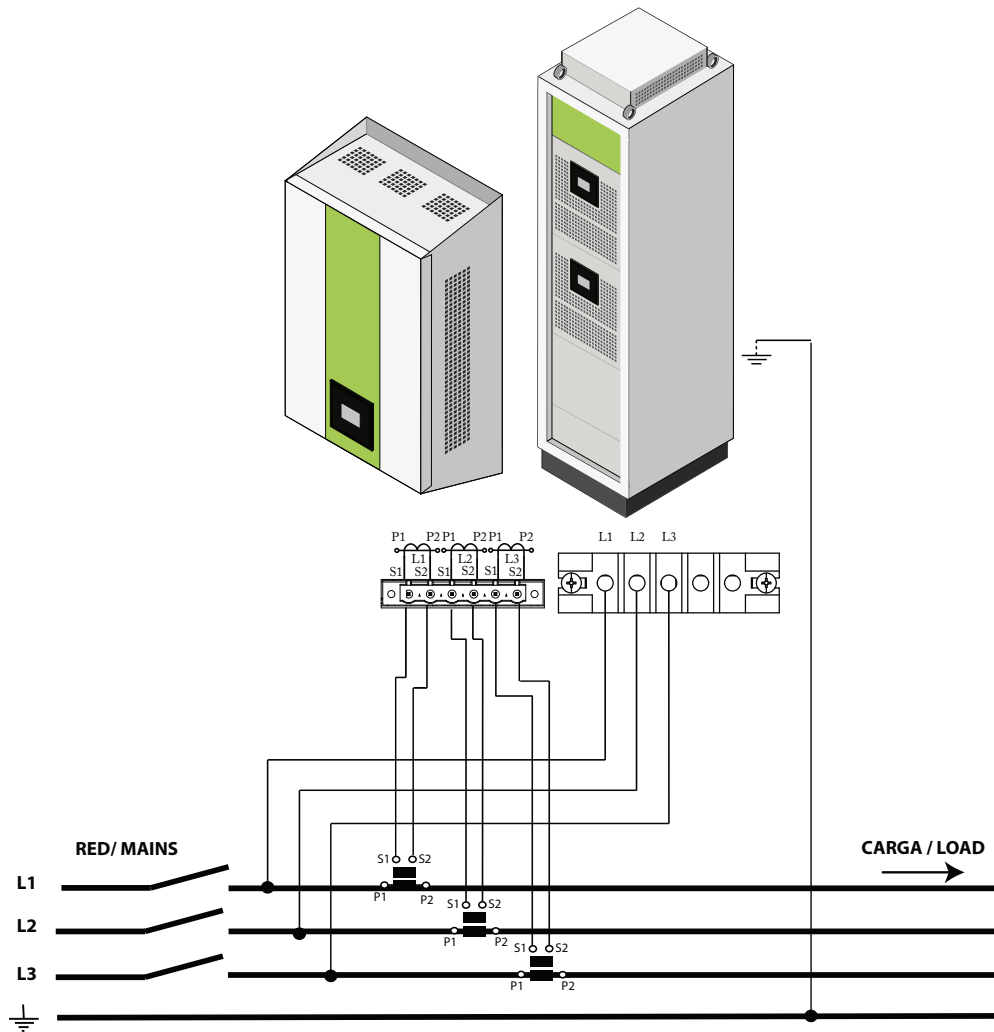 P1 P2 P1 P2 P1 P2
L1 L2 L3
S1 S2 S1 S2 S1 S2
L1 L2 L3
RED/ MAINS
CARGA / LOAD
S1 S2
L1
P1 P2
S1 S2
L2
P1 P2
S1 S2
L3
P1 P2